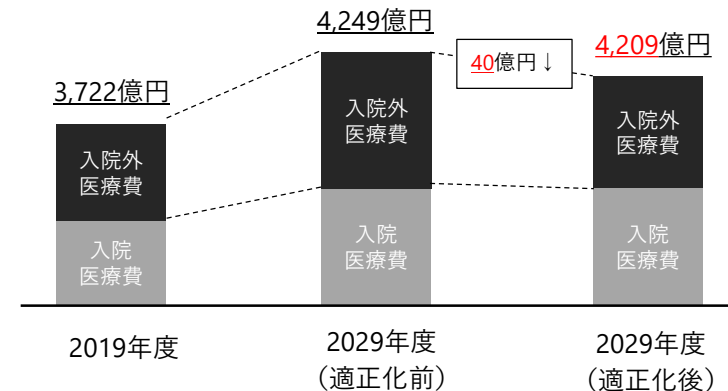 3,722億円
4,249億円
40億円↓
4,209億円
入院外
医療費
入院
医療費
入院外
医療費
入院
医療費
入院外
医療費
入院
医療費
2019年度
2029年度
（適正化前）
2029年度
（適正化後）